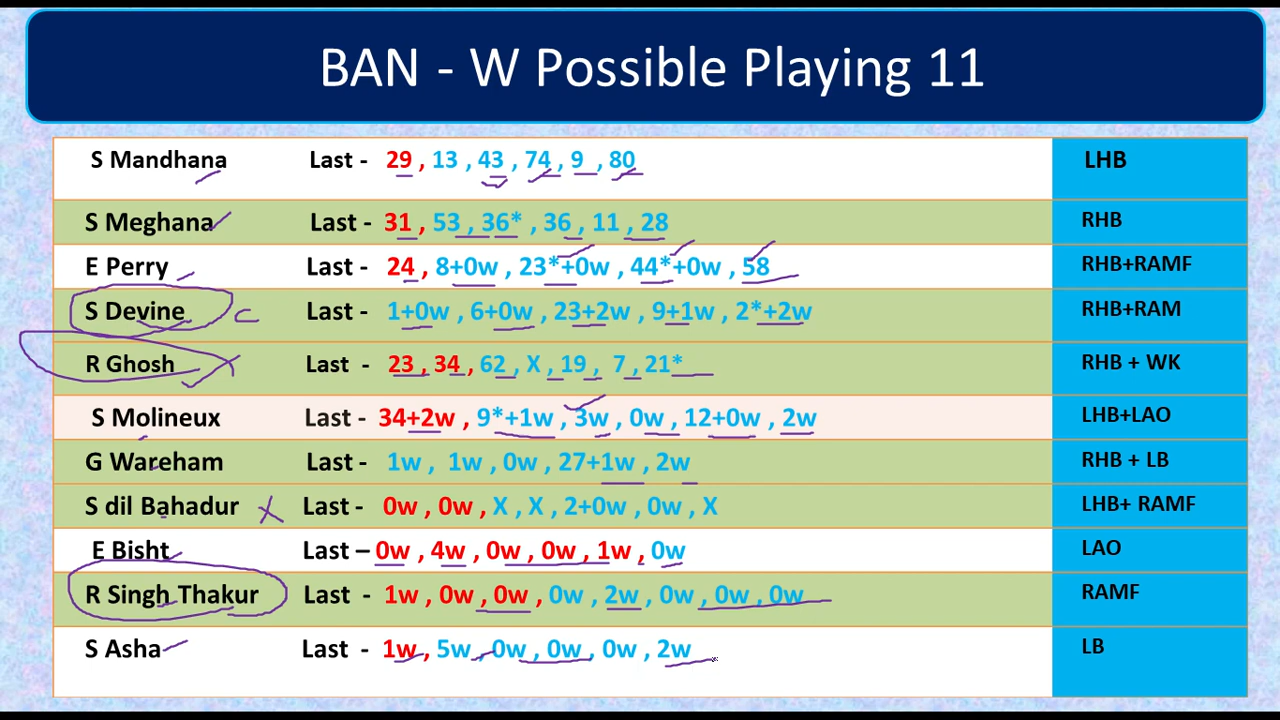 BAN - W Possible Playing 11
S Mandhana Last - 29 , 13 , 43 , 74 , 9 , 80 LHB
S Meghana Last - 31 , 53 , 36* , 36 , 11 , 28 RHB
E Perry Last - 24 , 8+0w , 23*+0w , 44*+0w , 58 RHB+RAMF
S Devine C Last - 1+0w , 6+0w , 23+2w , 9+1w , 2*+2w RHB+RAM
R Ghosh Last - 23 , 34 , 62 , X , 19 , 7 , 21* RHB + WK
S Molineux Last - 34+2w , 9*+1w , 3w , 0w , 12+0w , 2w LHB+LAO
G Wareham Last - 1w , 1w , 0w , 27+1w , 2w RHB + LB
S dil Bahadur X Last - 0w , 0w , X , X , 2+0w , 0w , X LHB+ RAMF
E Bisht Last – 0w , 4w , 0w , 0w , 1w , 0w LAO
R Singh Thakur Last - 1w , 0w , 0w , 0w , 2w , 0w , 0w , 0w RAMF
S Asha Last - 1w , 5w , 0w , 0w , 0w , 2w LB